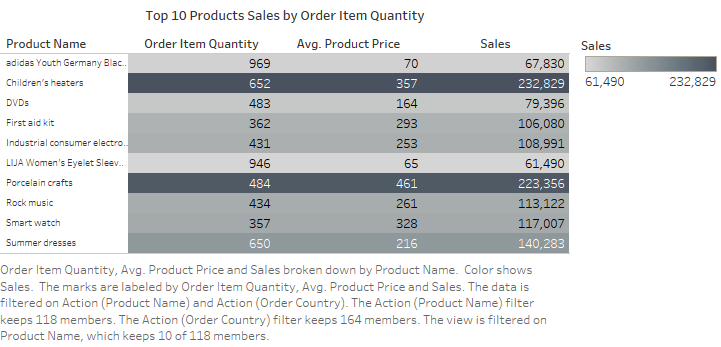 Top 10 Products Sales by Order Item Quantity
Product Name Order Item Quantity Avg. Product Price Sales
adidas Youth Germany Blac.. 969 70 67,830
Children's heaters 652 357 232,829
DVDs 483 164 79,396
First aid kit 362 293 106,080
Industrial consumer electro.. 431 253 108,991
LIJA Women's Eyelet Sleev.. 946 65 61,490
Porcelain crafts 484 461 223,356
Rock music 434 261 113,122
Smart watch 357 328 117,007
Summer dresses 650 216 140,283
Sales
61,490 232,829
Order Item Quantity, Avg. Product Price and Sales broken down by Product Name. Color shows
Sales. The marks are labeled by Order Item Quantity, Avg. Product Price and Sales. The data is
filtered on Action (Product Name) and Action (Order Country). The Action (Product Name) filter
keeps 118 members. The Action (Order Country) filter keeps 164 members. The view is filtered on
Product Name, which keeps 10 of 118 members.